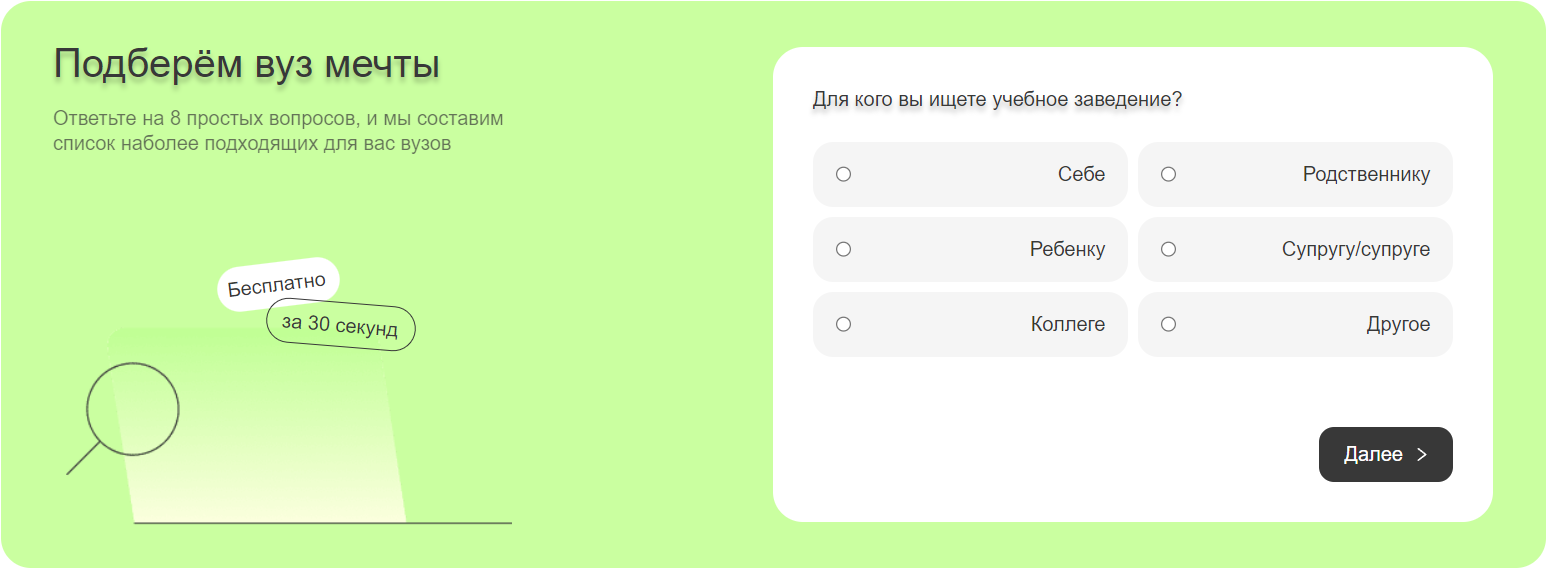 Подберём вуз мечты
Ответьте на 8 простых вопросов, и мы составим
список наболее подходящих для вас вузов
Бесплатно
за 30 секунд
Для кого вы ищете учебное заведение?
Себе
Родственнику
Ребенку
Супругу/супруге
Коллеге
Другое
Далее